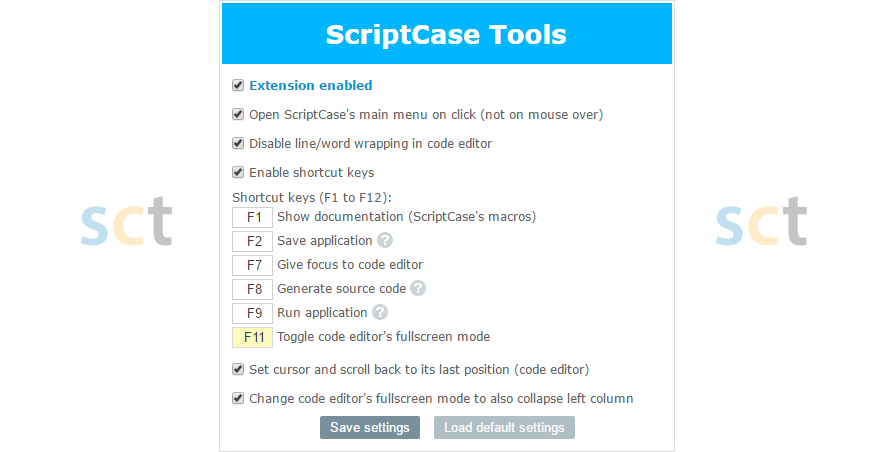 ScriptCase Tools
Extension enabled
Open ScriptCase's main menu on click (not on mouse over)
Disable line/word wrapping in code editor
Enable shortcut keys
Shortcut keys (F1 to F12):
F1 Show documentation (ScriptCase's macros)
F2 Save application ?
sct
sct
F7 Give focus to code editor
F8 Generate source code ?
F9 Run application ?
F11 Toggle code editor's fullscreen mode
Set cursor and scroll back to its last position (code editor)
Change code editor's fullscreen mode to also collapse left column
Save settings Load default settings